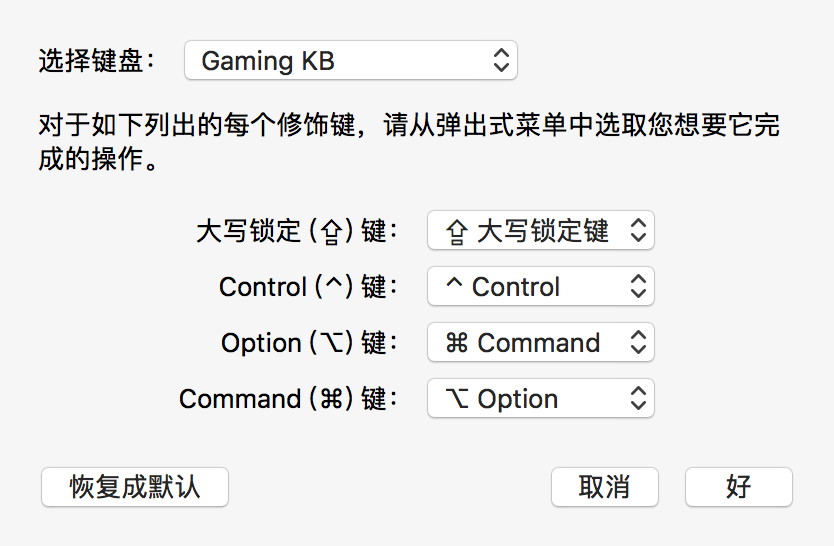 选择键盘： Gaming KB
对于如下列出的每个修饰键，请从弹出式菜单中选取您想要它完
成的操作。
大写锁定 (⇪) 键： ⇪ 大写锁定键
Control (^) 键： ^ Control
Option (⌥) 键： ⌘ Command
Command (⌘) 键： ⌥ Option
恢复成默认 取消 好